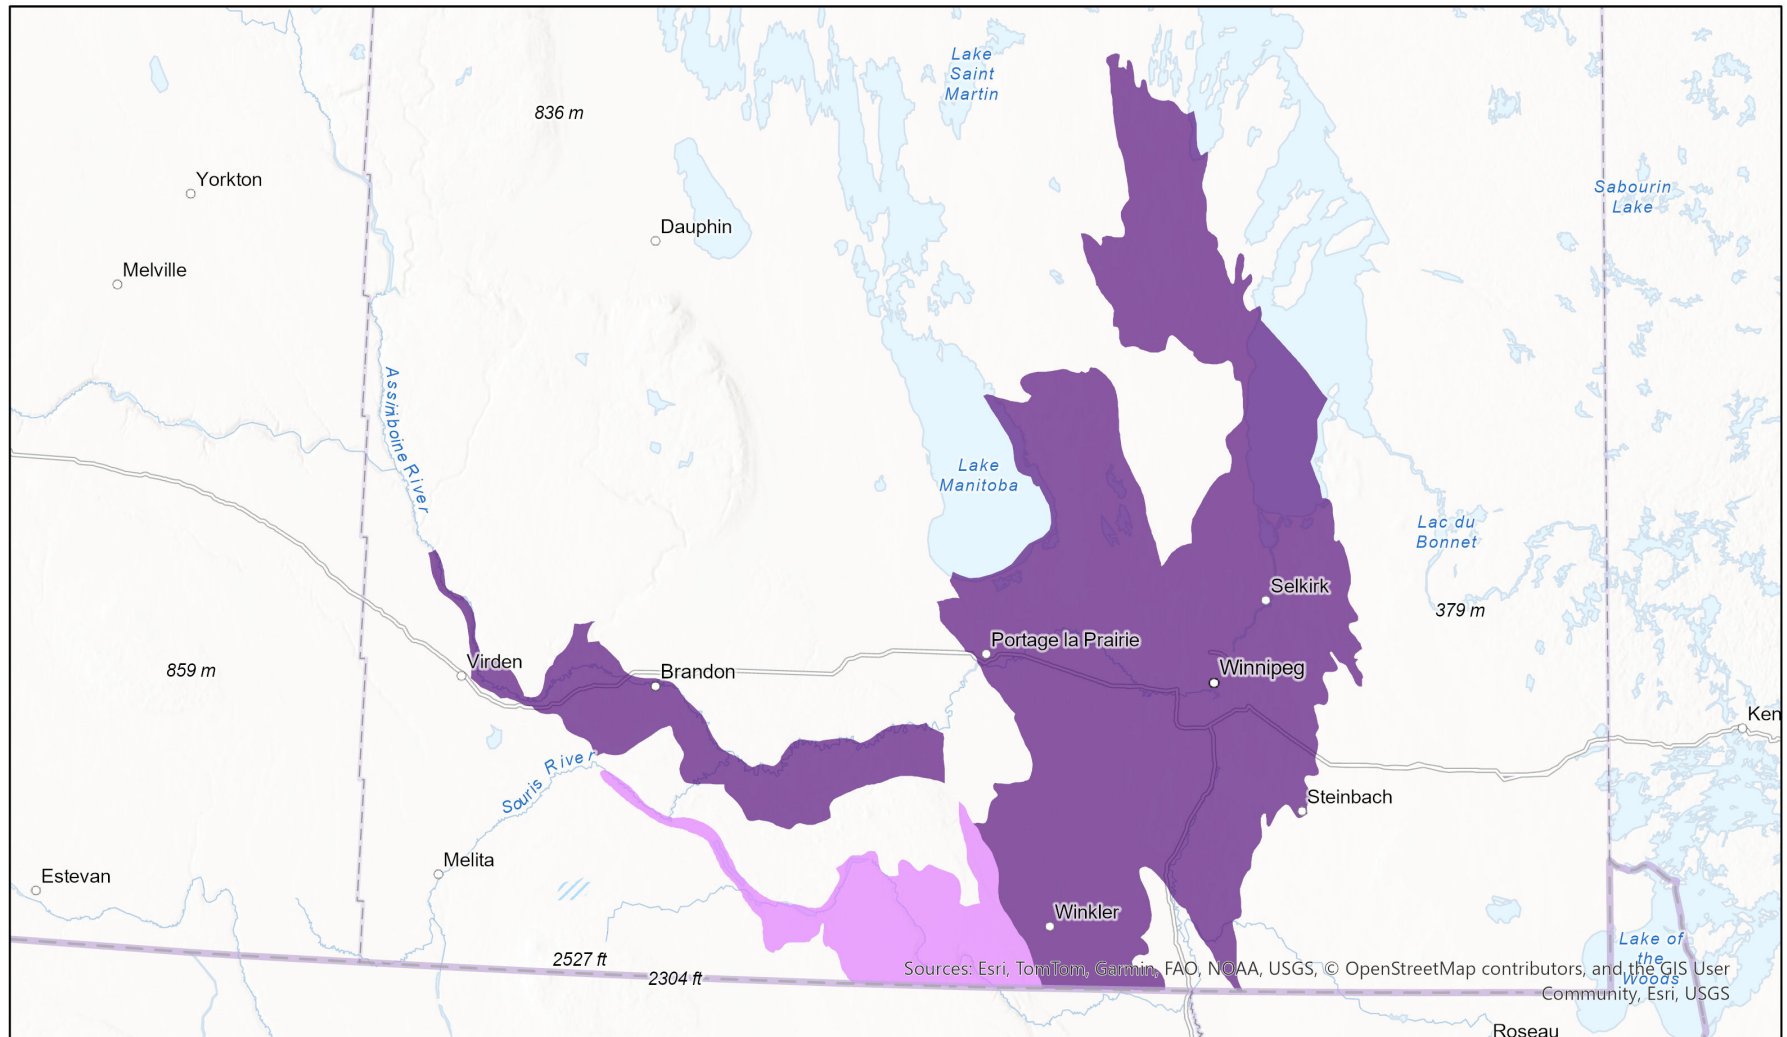 Lake
Saint
Martin
836 m
Yorkton
Sabourin
Lake
Dauphin
Melville
Assiniboine River
Lake
Manitoba
Lac du
Bonnet
Selkirk
379 m
Portage la Prairie
Virden
859 m
Brandon
Winnipeg
Ken
Souris River
Steinbach
Melita
Estevan
Winkler
Lake of
the
Woods
2527 ft
2304 ft
Sources: Esri, TomTom, Garmin, FAO, NOAA, USGS, © OpenStreetMap contributors, and the GIS User
Community, Esri, USGS
Roseau